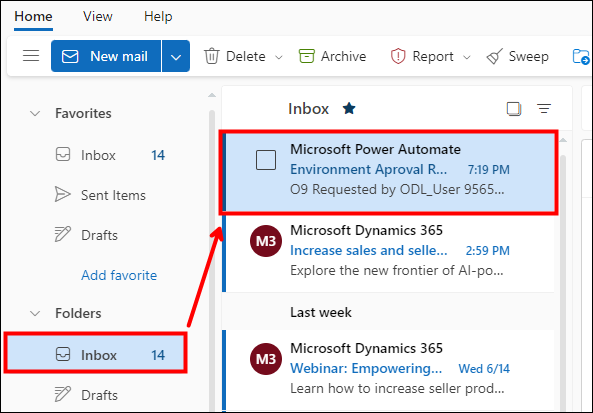 Home View Help
New mail Delete Archive Report Sweep
Favorites
Inbox 14
Sent Items
Drafts
Add favorite
Folders
Inbox 14
Drafts
Inbox
Microsoft Power Automate
Environment Aproval R... 7:19 PM
O9 Requested by ODL_User 9565...
M3
Microsoft Dynamics 365
Increase sales and selle... 2:59 PM
Explore the new frontier of AI-po...
Last week
M3
Microsoft Dynamics 365
Webinar: Empowering... Wed 6/14
Learn how to increase seller prod...